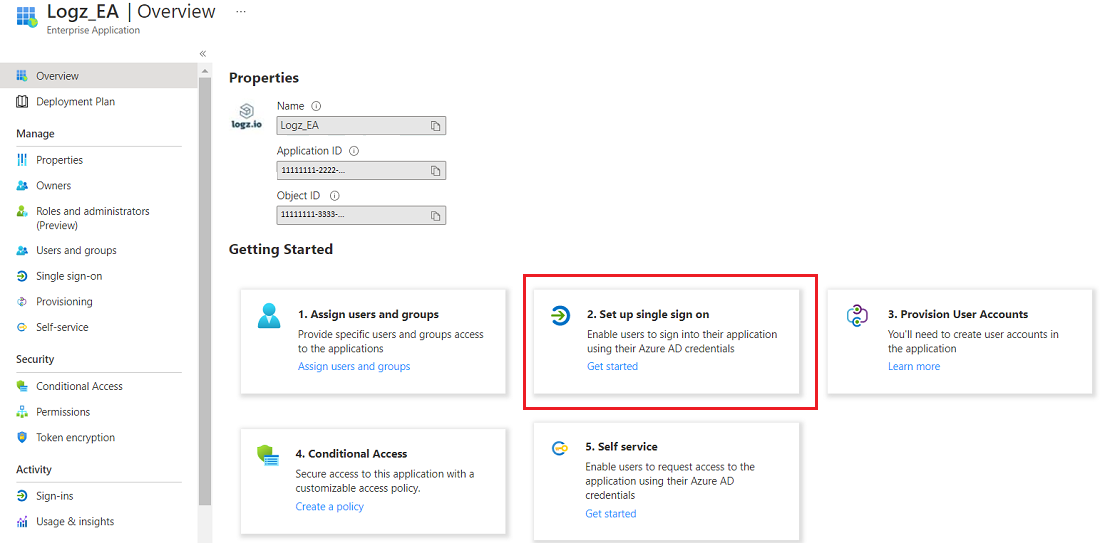 Logz_EA | Overview ...
Enterprise Application
«
Overview
Deployment Plan
Manage
Properties
Owners
Roles and administrators
(Preview)
Users and groups
Single sign-on
Provisioning
Self-service
Security
Conditional Access
Permissions
Token encryption
Activity
Sign-ins
Usage & insights
Properties
logz.io
Name
Logz_EA
Application ID
11111111-2222-...
Object ID
11111111-3333-...
Getting Started
1. Assign users and groups
Provide specific users and groups access
to the applications
Assign users and groups
2. Set up single sign on
Enable users to sign into their application
using their Azure AD credentials
Get started
3. Provision User Accounts
You'll need to create user accounts in
the application
Learn more
4. Conditional Access
Secure access to this application with a
customizable access policy.
Create a policy
5. Self service
Enable users to request access to the
application using their Azure AD
credentials
Get started